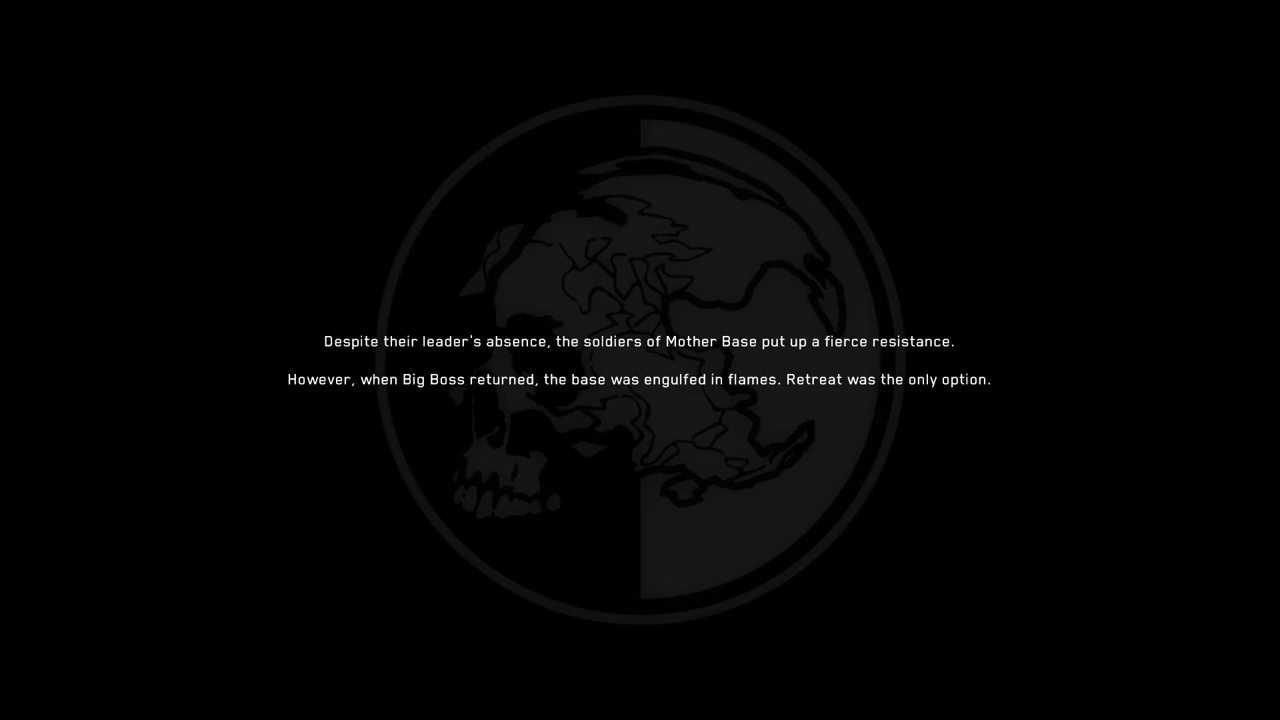 Despite their leader's absence, the soldiers of Mother Base put up a fierce resistance.
However, when Big Boss returned, the base was engulfed in flames. Retreat was the only option.